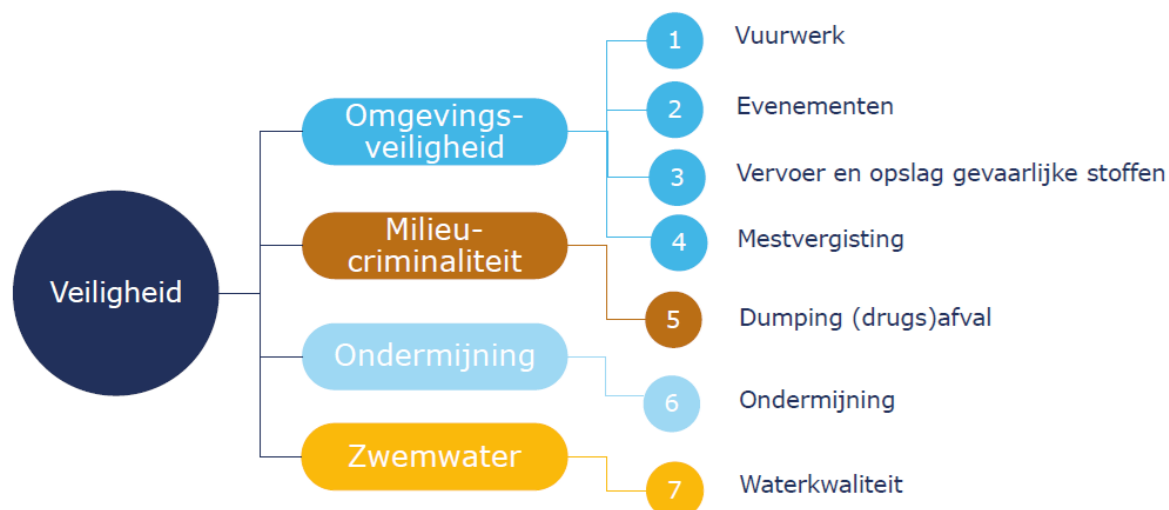 Veiligheid
Omgevings-
veiligheid
1 Vuurwerk
2 Evenementen
3 Vervoer en opslag gevaarlijke stoffen
4 Mestvergisting
Milieu-
criminaliteit
5 Dumping (drugs)afval
Ondermijning
6 Ondermijning
Zwemwater
7 Waterkwaliteit